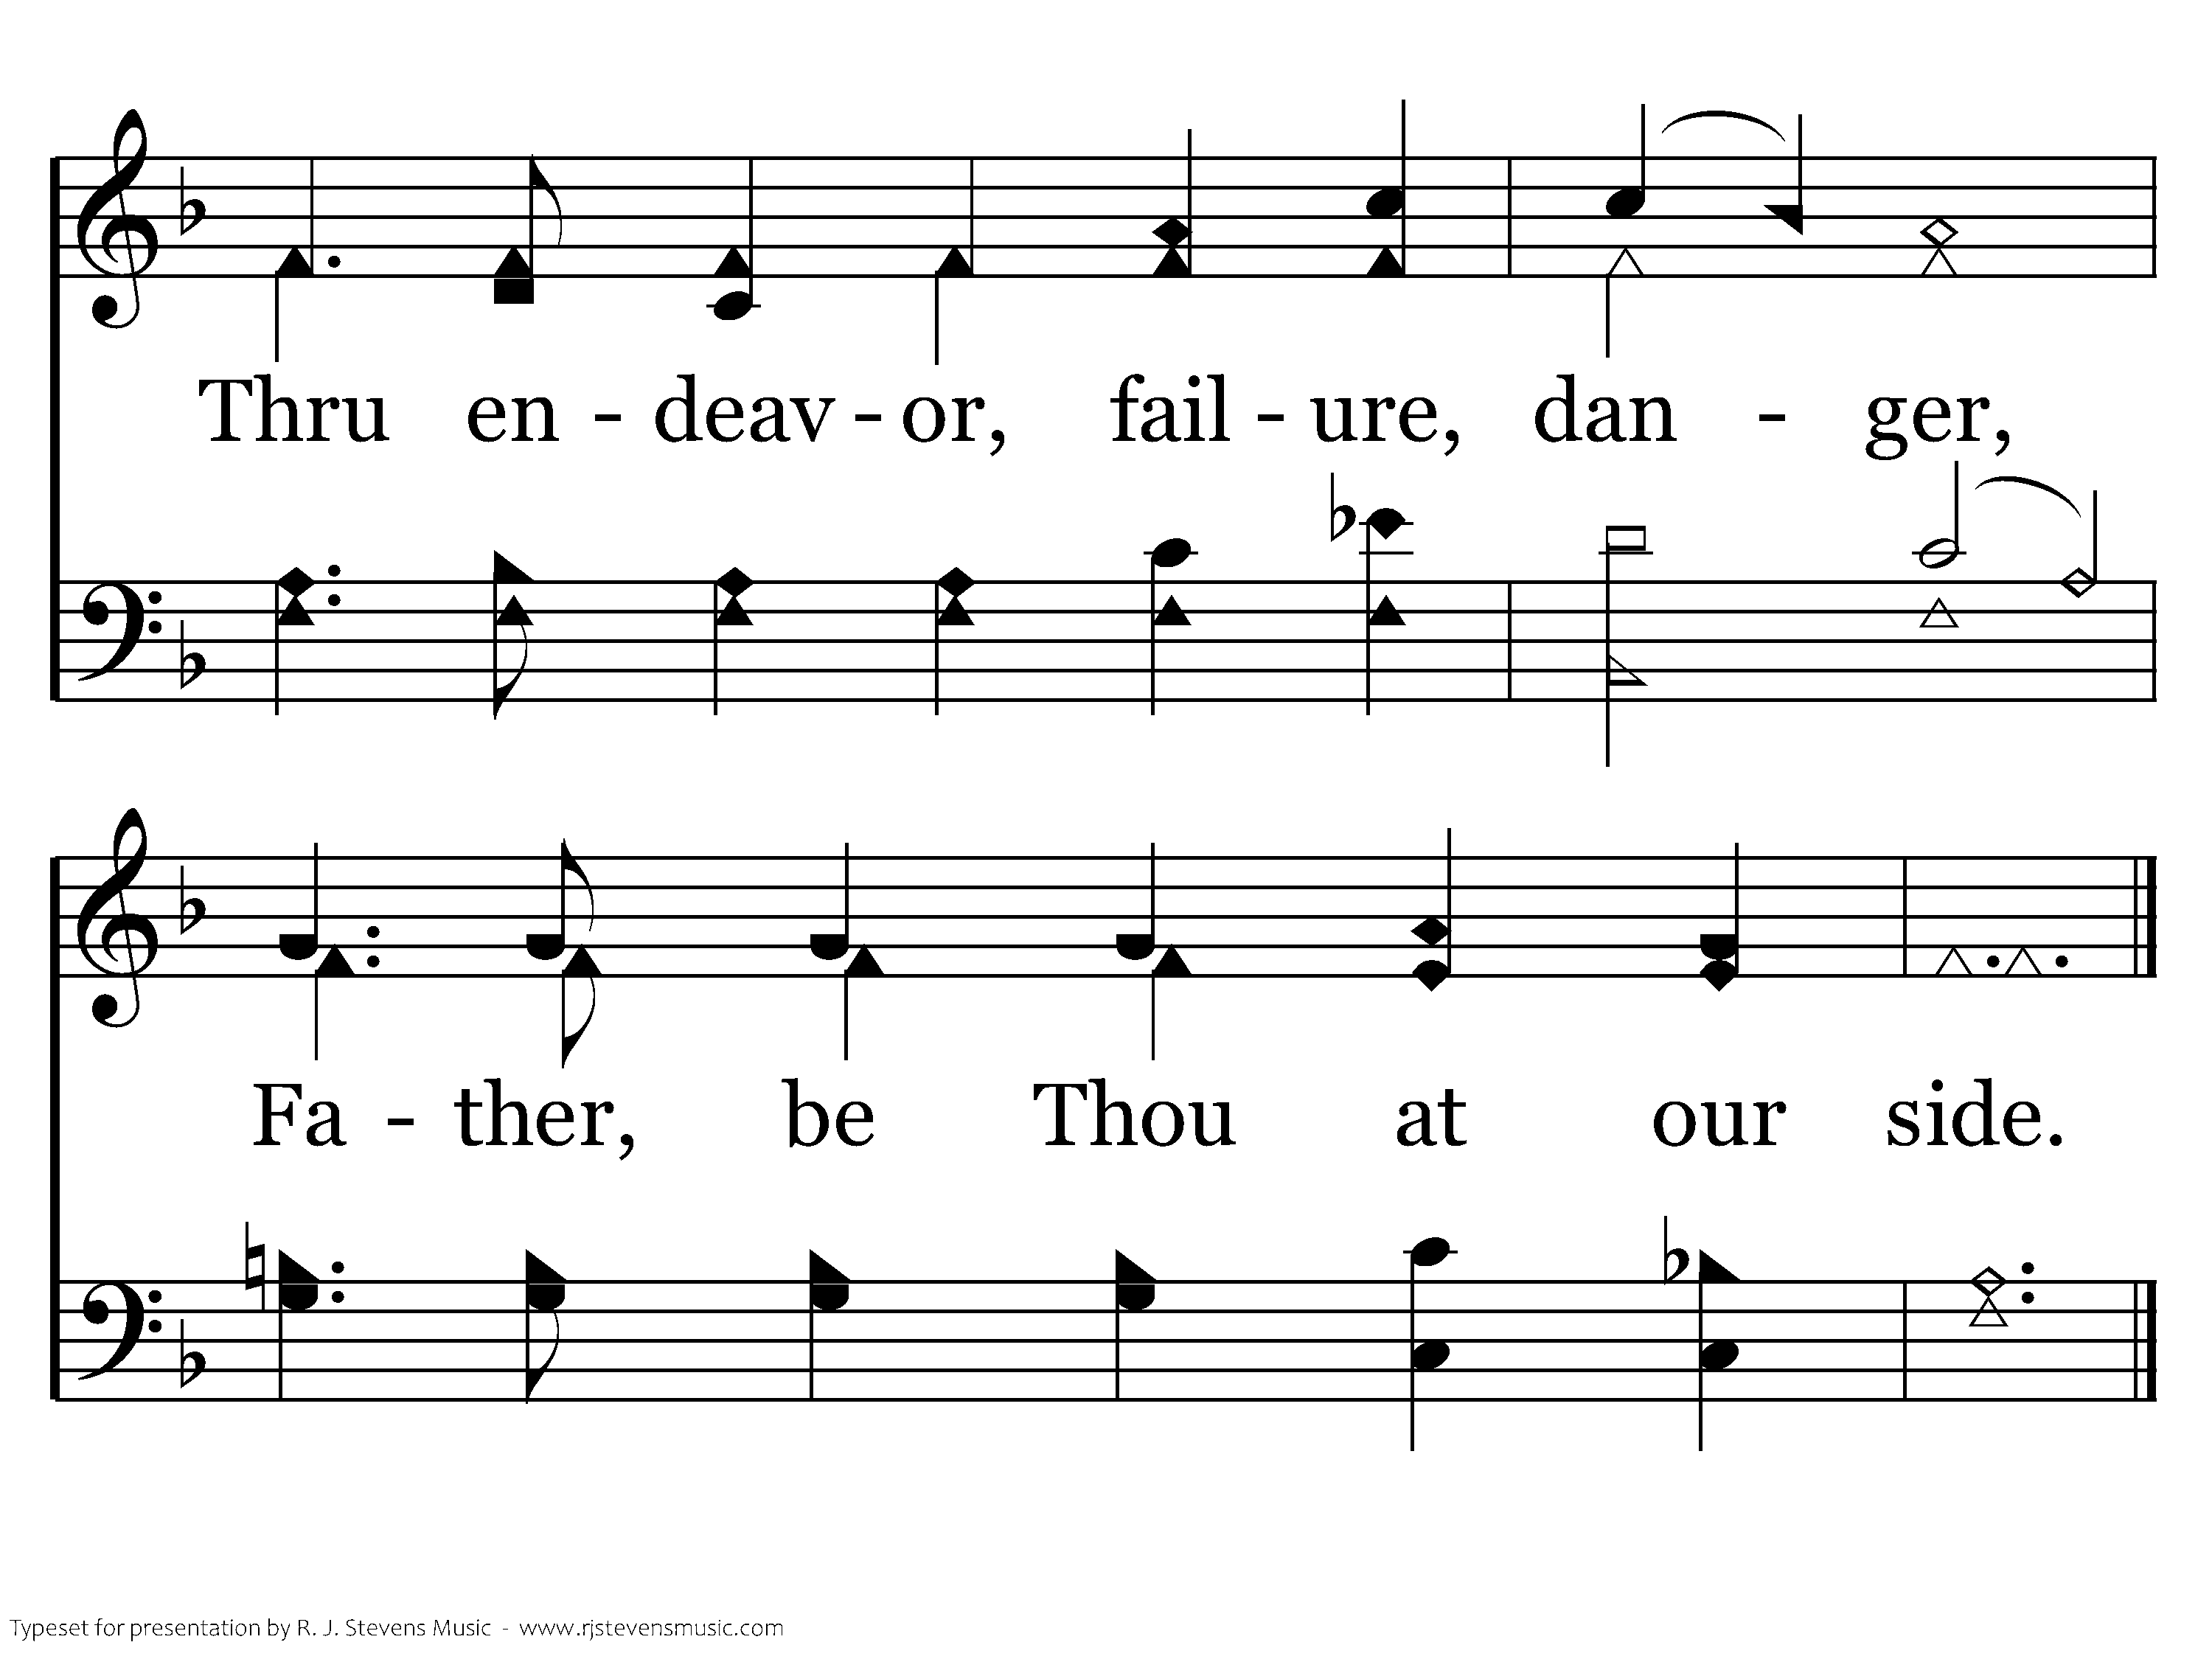 Thru en - deav - or, fail - ure, dan - ger,
Fa - ther, be Thou at our side.
Typeset for presentation by R. J. Stevens Music - www.rjstevensmusic.com